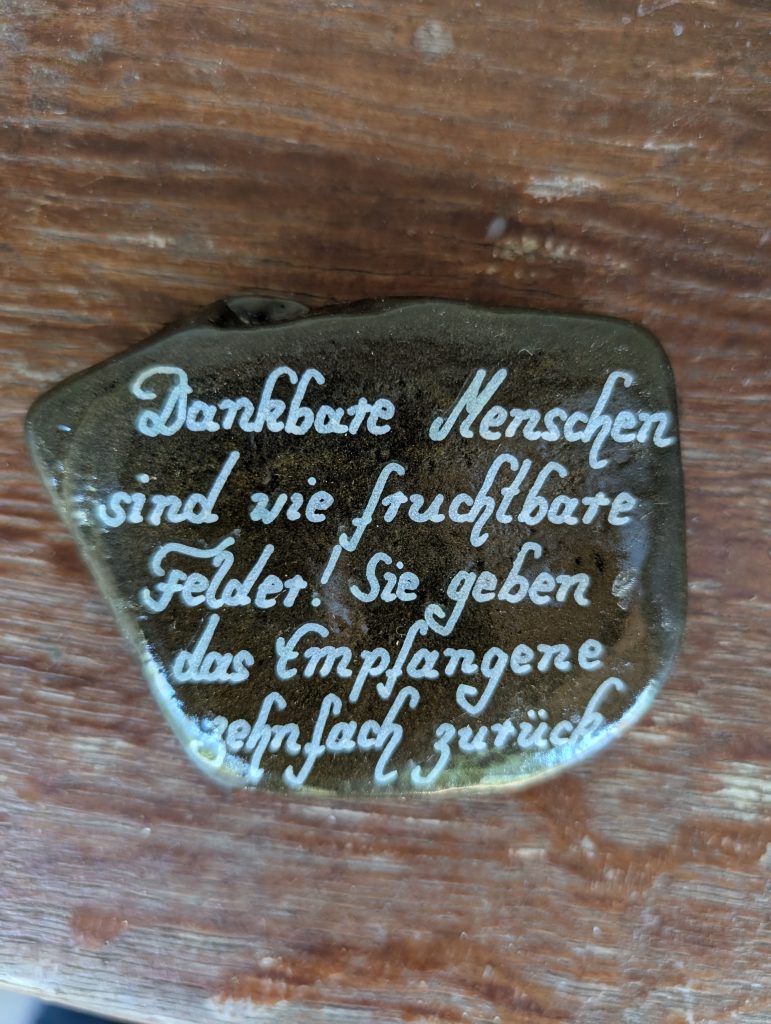 Dankbare Menschen
sind wie fruchtbare
Felder! Sie geben
das Empfangene
zehnfach zurück